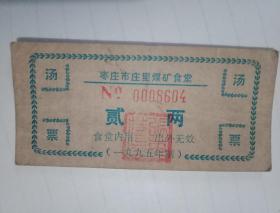 汤 汤
枣庄市庄里煤矿食堂
No 0008604
贰 两
食堂内用 出外无效
票 票
(一九九五年制)